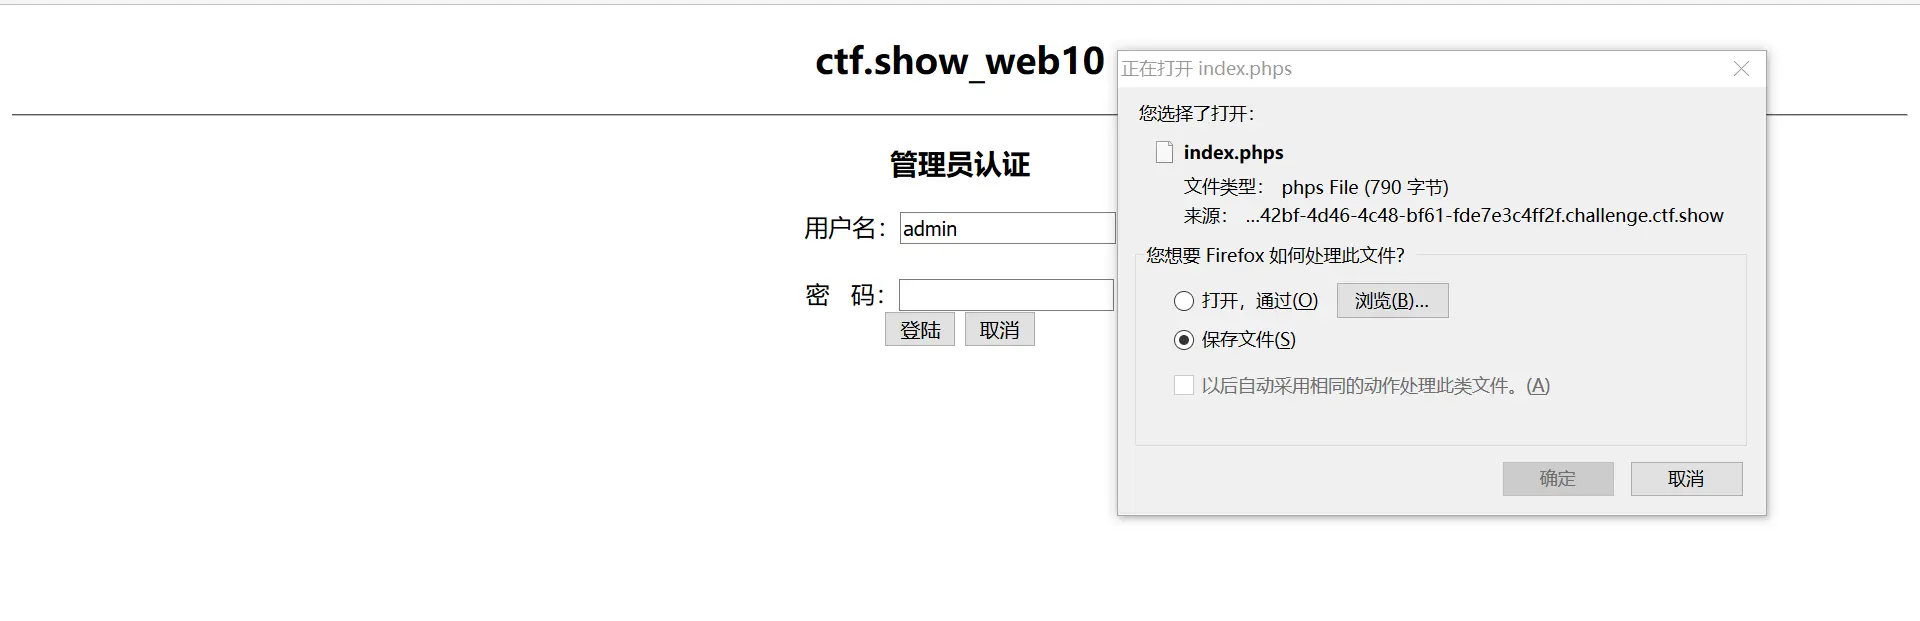 ctf.show_web10
管理员认证
用户名： admin
密 码：
登陆 取消
正在打开 index.phps
您选择了打开：
index.phps
文件类型： phps File (790 字节)
来源： ...42bf-4d46-4c48-bf61-fde7e3c4ff2f.challenge.ctf.show
您想要 Firefox 如何处理此文件？
打开，通过(O) 浏览(B)...
保存文件(S)
以后自动采用相同的动作处理此类文件。(A)
确定 取消